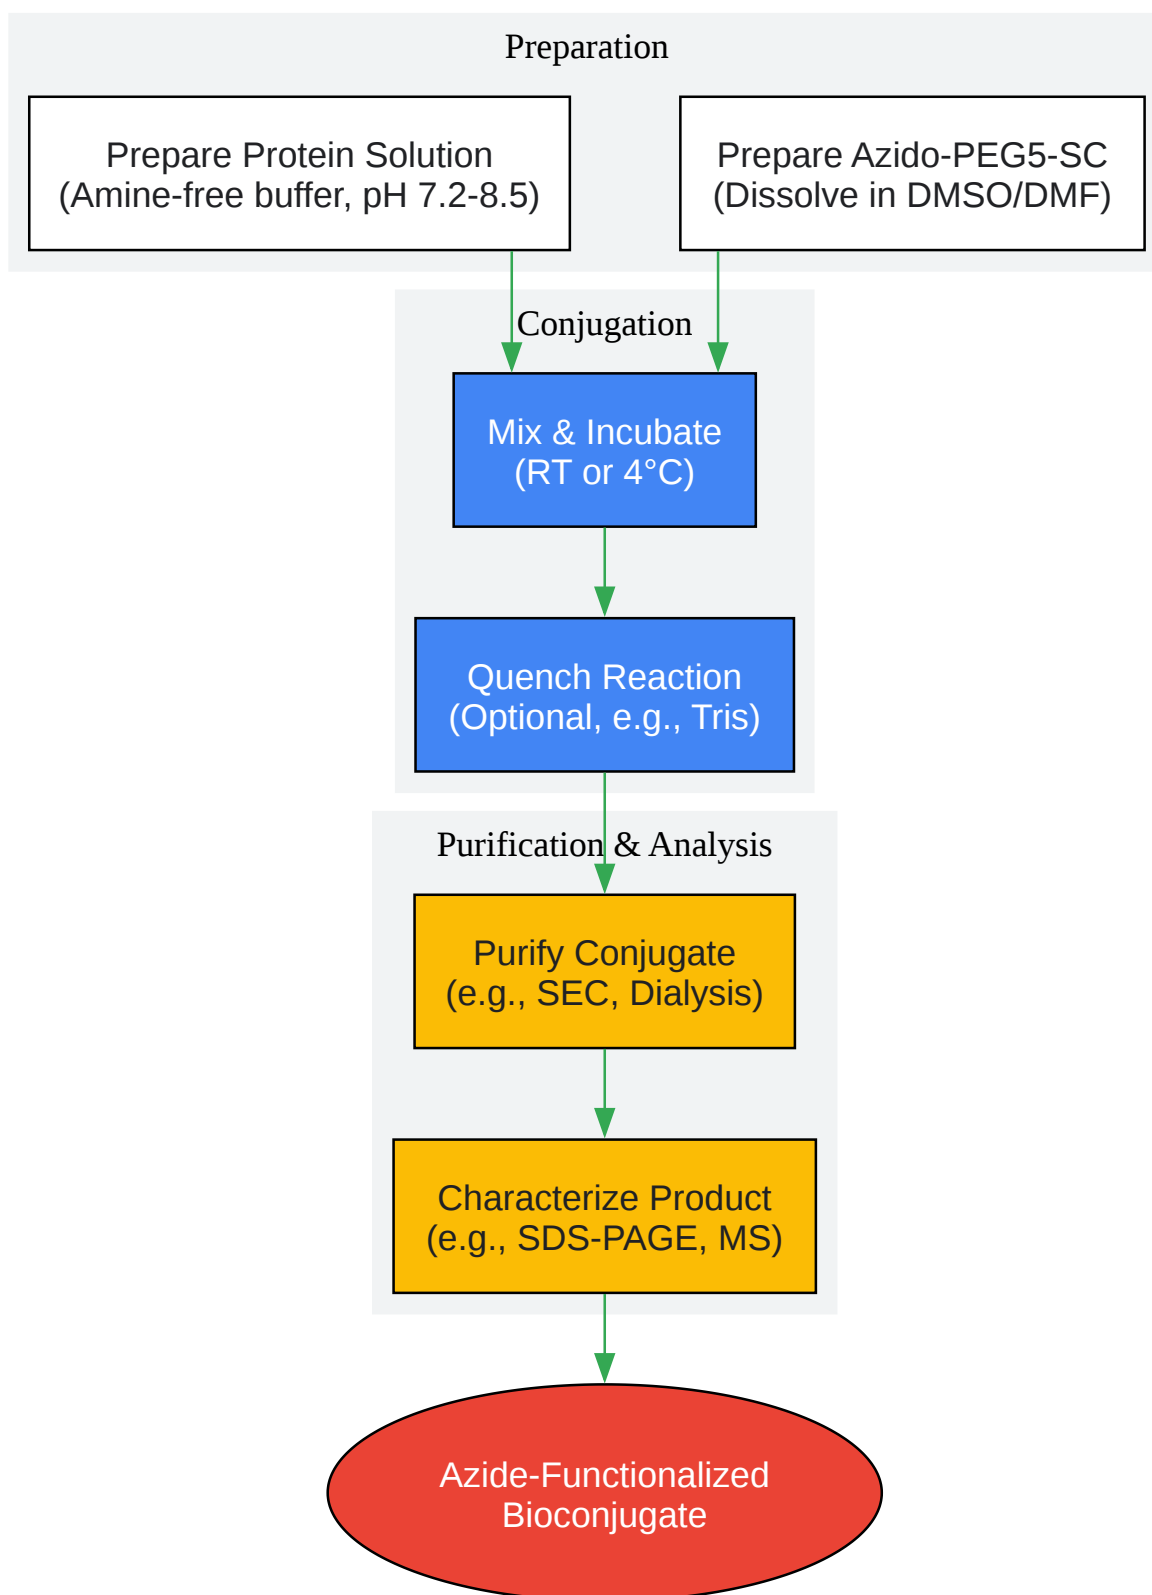 Preparation
Prepare Protein Solution
(Amine-free buffer, pH 7.2-8.5)
Prepare Azido-PEG5-SC
(Dissolve in DMSO/DMF)
Conjugation
Mix & Incubate
(RT or 4°C)
Quench Reaction
(Optional, e.g., Tris)
Purification & Analysis
Purify Conjugate
(e.g., SEC, Dialysis)
Characterize Product
(e.g., SDS-PAGE, MS)
Azide-Functionalized
Bioconjugate